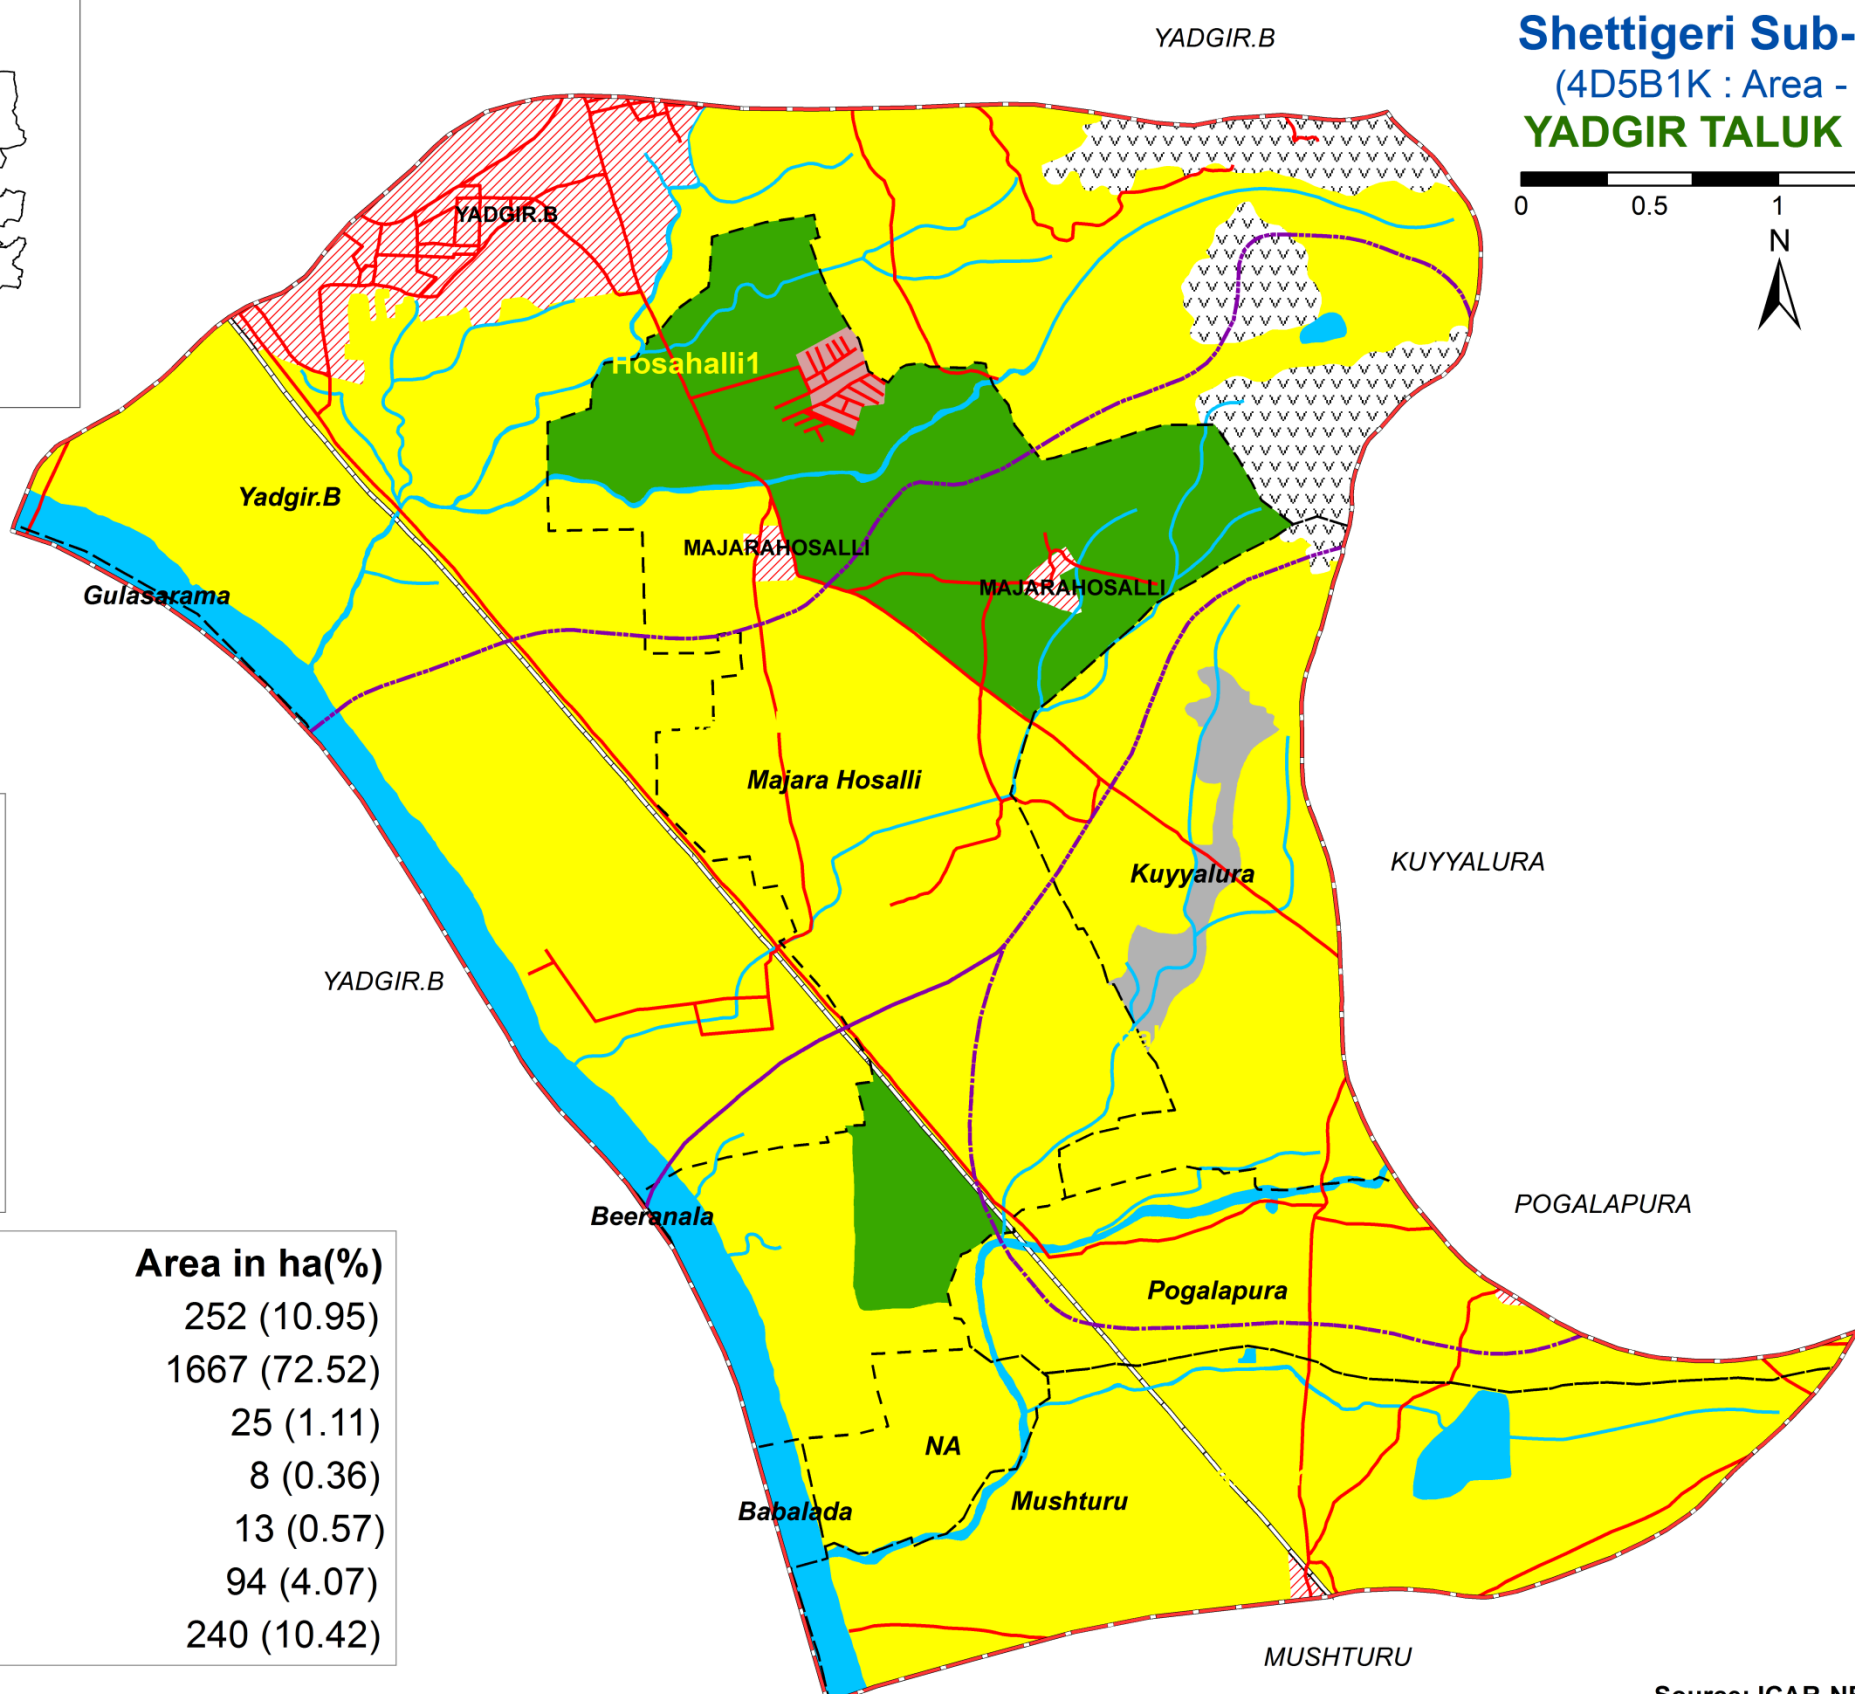 YADGIR.B
Shettigeri Sub-
(4D5B1K : Area -
YADGIR TALUK
0 0.5 1
N
YADGIR.B
Hosahalli1
Yadgir.B
MAJARAHOSALLI
MAJARAHOSALLI
Gulasarama
Majara Hosalli
KUYYALURA
Kuyyalura
YADGIR.B
POGALAPURA
Beeranala
Area in ha(%)
252 (10.95)
1667 (72.52)
25 (1.11)
8 (0.36)
13 (0.57)
94 (4.07)
240 (10.42)
Pogalapura
NA
Mushturu
Babalada
MUSHTURU